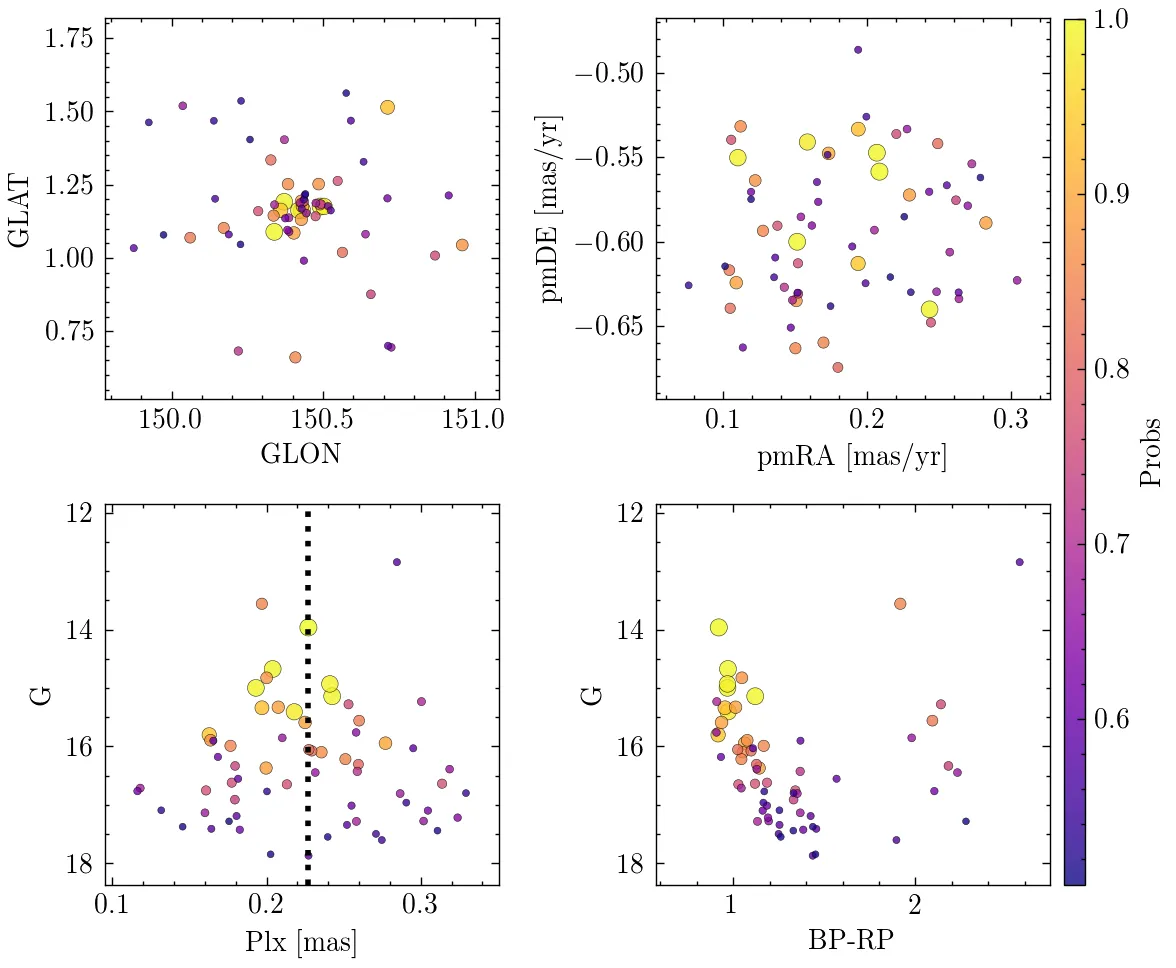 1.75
1.50
1.25
1.00
0.75
GLAT
150.0 150.5 151.0
GLON
−0.50
−0.55
−0.60
−0.65
pmDE [mas/yr]
0.1 0.2 0.3
pmRA [mas/yr]
12
14
16
18
G
0.1 0.2 0.3
Plx [mas]
12
14
16
18
G
1 2
BP-RP
1.0
0.9
0.8
0.7
0.6
Probs